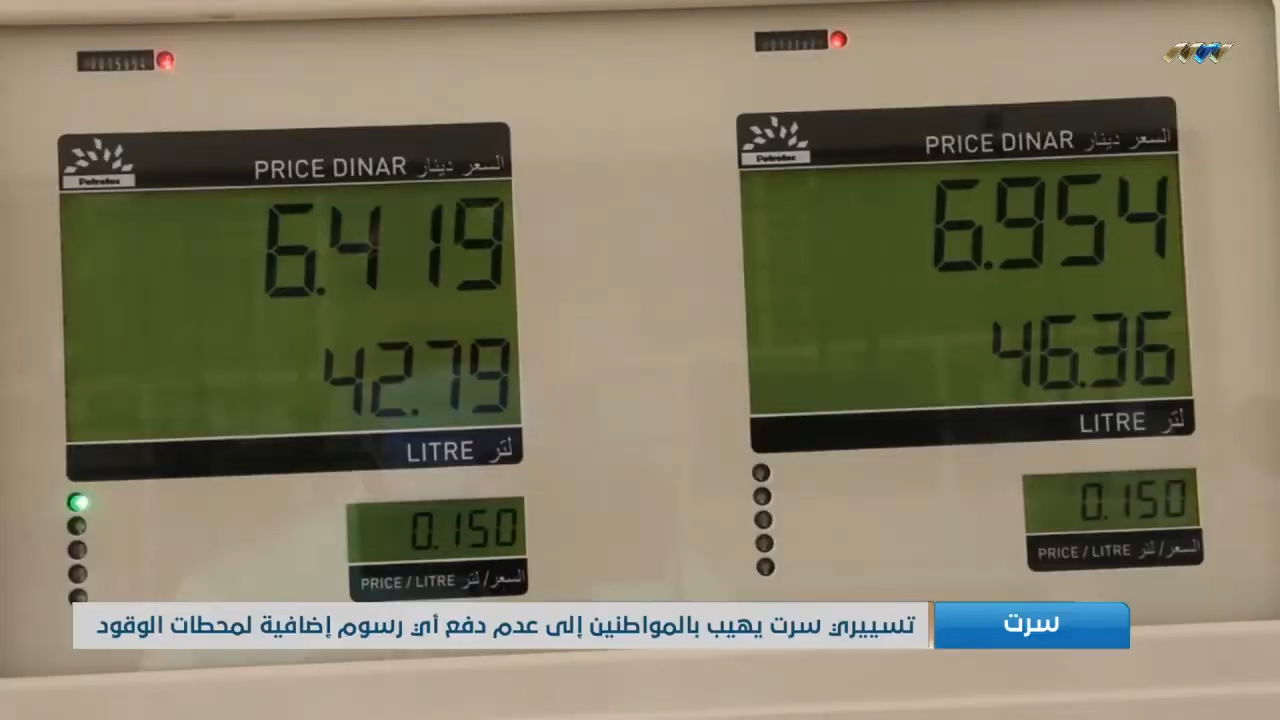 Petrotec
PRICE DINAR السعر دينار
6.419
42.79
LITRE لتر
0.150
PRICE / LITRE السعر/لتر
Petrotec
PRICE DINAR السعر دينار
6.954
46.36
LITRE لتر
0.150
PRICE / LITRE السعر/لتر
سرت
تسييري سرت يهيب بالمواطنين إلى عدم دفع أي رسوم إضافية لمحطات الوقود